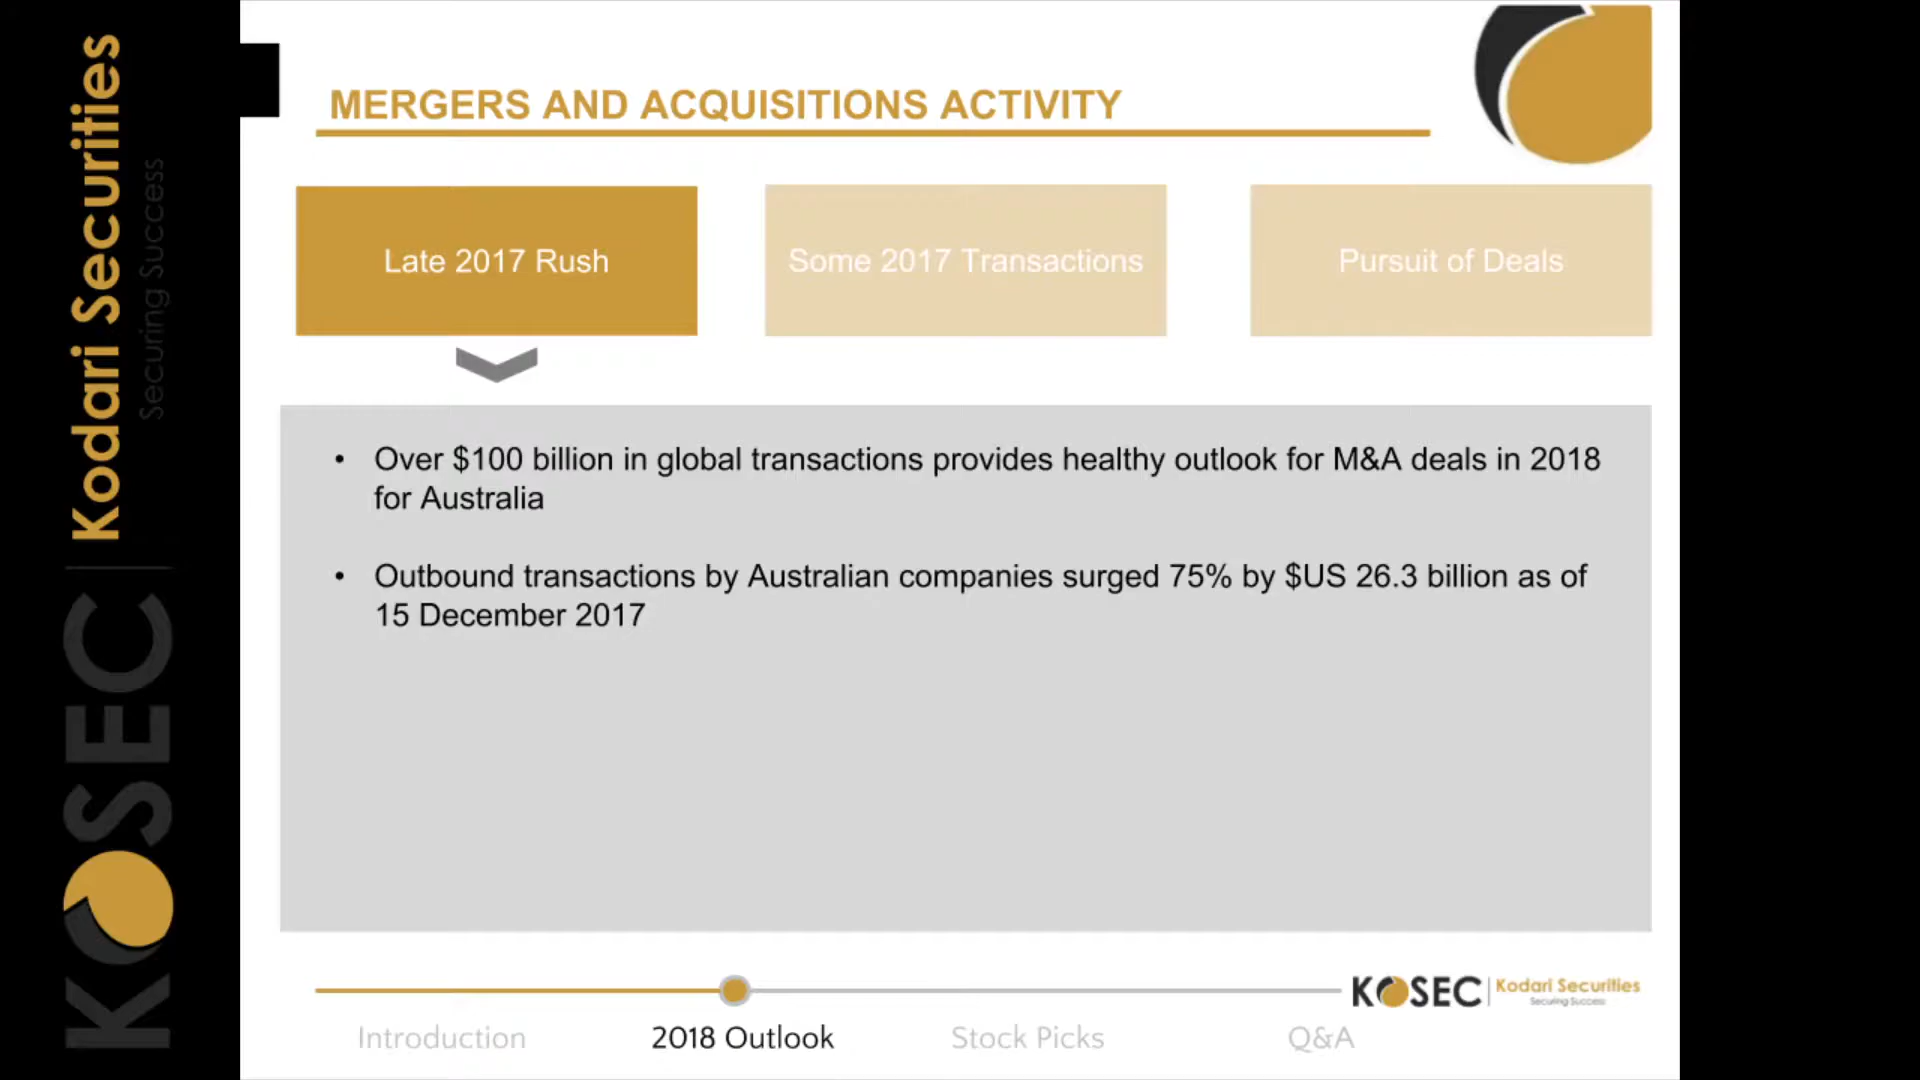 Kodari Securities
Securing Success
KOSEC
MERGERS AND ACQUISITIONS ACTIVITY
Late 2017 Rush
Some 2017 Transactions
Pursuit of Deals
• Over $100 billion in global transactions provides healthy outlook for M&A deals in 2018
for Australia
• Outbound transactions by Australian companies surged 75% by $US 26.3 billion as of
15 December 2017
KOSEC
Kodari Securities
Securing Success
Introduction
2018 Outlook
Stock Picks
Q&A